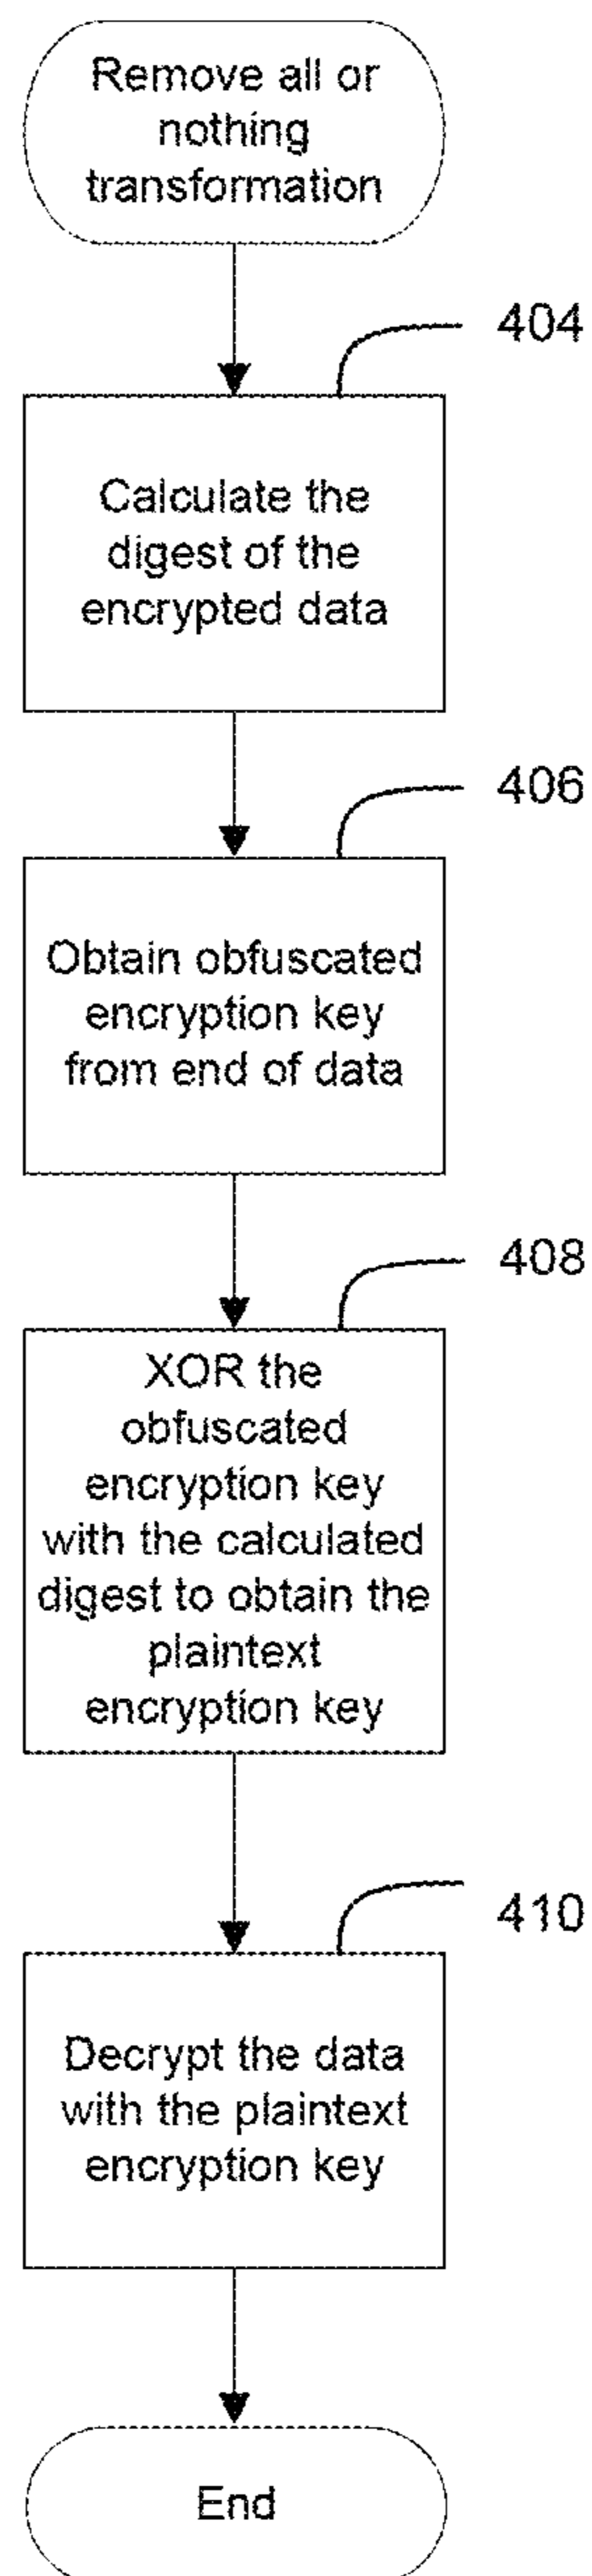 Remove all or
nothing
transformation
404
Calculate the
digest of the
encrypted data
406
Obtain obfuscated
encryption key
from end of data
408
XOR the
obfuscated
encryption key
with the calculated
digest to obtain the
plaintext
encryption key
410
Decrypt the data
with the plaintext
encryption key
End